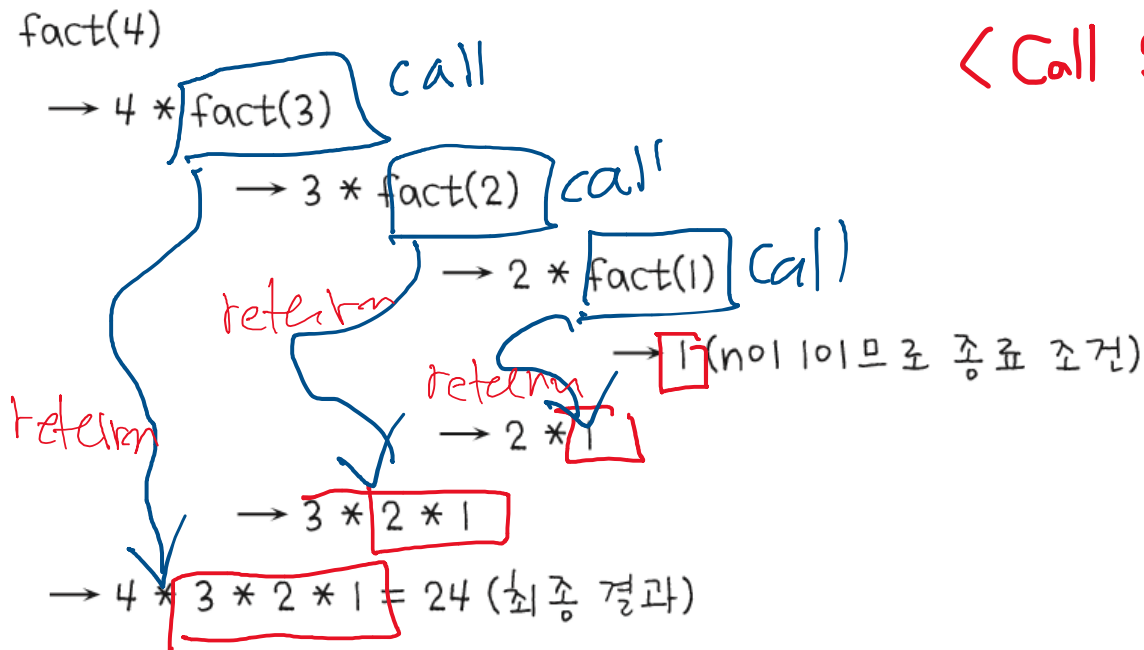 fact(4)
< Call
→ 4 * fact(3) call
→ 3 * fact(2) call
→ 2 * fact(1) call
→ 1 (n이 1이므로 종료 조건)
return
return
→ 2 * 1
return
→ 3 * 2 * 1
→ 4 * 3 * 2 * 1 = 24 (최종 결과)